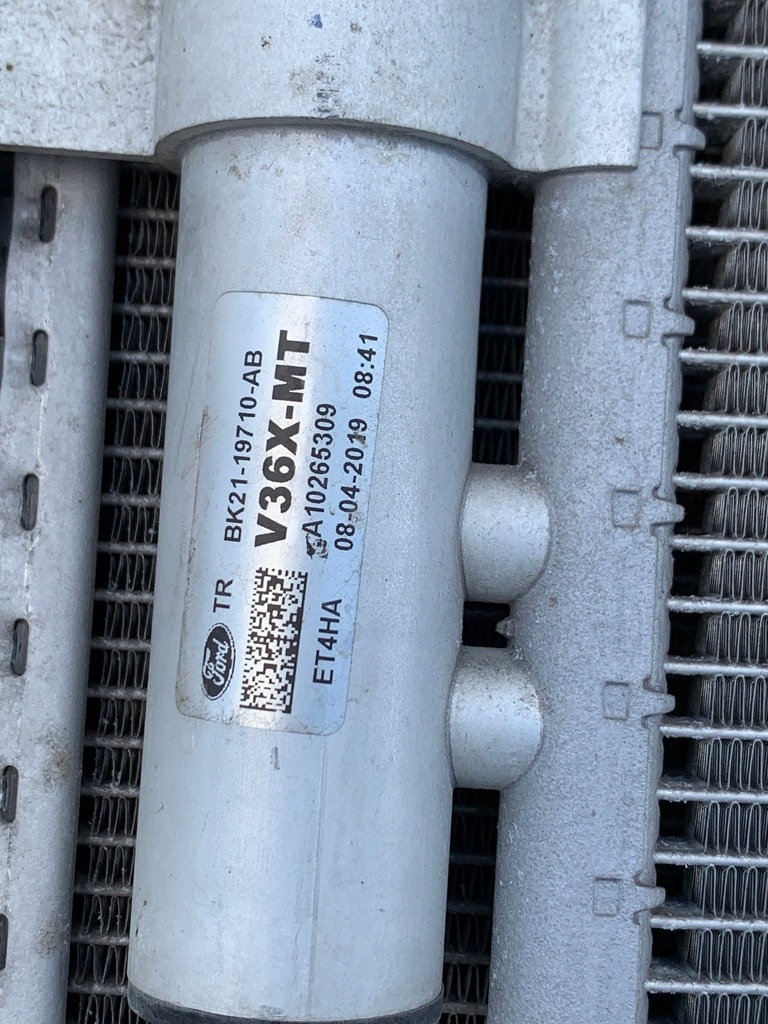 Ford TR BK21-19710-AB
V36X-MT
A10265309
ET4HA 08-04-2019 08:41